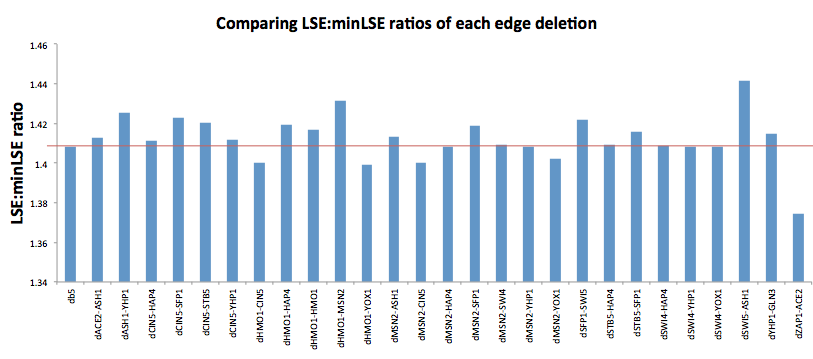 Comparing LSE:minLSE ratios of each edge deletion
LSE:minLSE ratio
1.46
1.44
1.42
1.4
1.38
1.36
1.34
db5
dACE2-ASH1
dASH1-YHP1
dCIN5-HAP4
dCIN5-SFP1
dCIN5-STB5
dCIN5-YHP1
dHMO1-CIN5
dHMO1-HAP4
dHMO1-HMO1
dHMO1-MSN2
dHMO1-YOX1
dMSN2-ASH1
dMSN2-CIN5
dMSN2-HAP4
dMSN2-SFP1
dMSN2-SWI4
dMSN2-YHP1
dMSN2-YOX1
dSFP1-SWI5
dSTB5-HAP4
dSTB5-SFP1
dSWI4-HAP4
dSWI4-YHP1
dSWI4-YOX1
dSWI5-ASH1
dYHP1-GLN3
dZAP1-ACE2